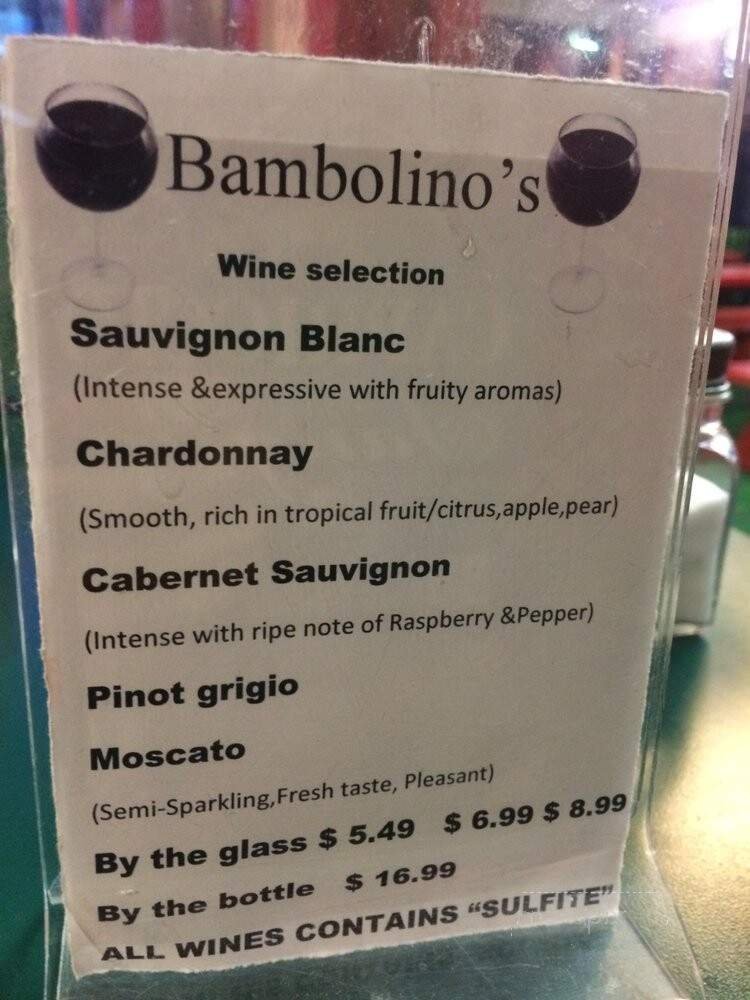 Bambolino's
Wine selection
Sauvignon Blanc
(Intense &expressive with fruity aromas)
Chardonnay
(Smooth, rich in tropical fruit/citrus,apple,pear)
Cabernet Sauvignon
(Intense with ripe note of Raspberry &Pepper)
Pinot grigio
Moscato
(Semi-Sparkling,Fresh taste, Pleasant)
By the glass $ 5.49 $ 6.99 $ 8.99
By the bottle $ 16.99
ALL WINES CONTAINS “SULFITE”